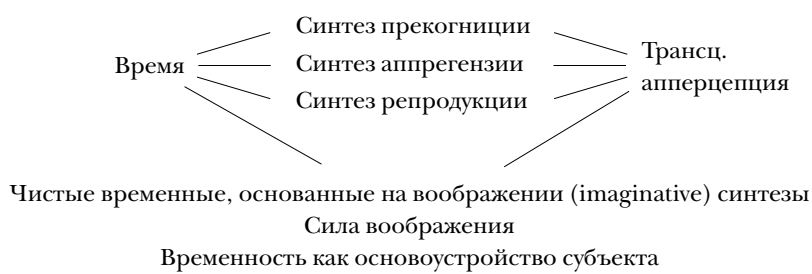 Синтез прекогниции
Время
Синтез аппрегензии
Синтез репродукции
Трансц.
апперцепция
Чистые временные, основанные на воображении (imaginative) синтезы
Сила воображения
Временность как основоустройство субъекта